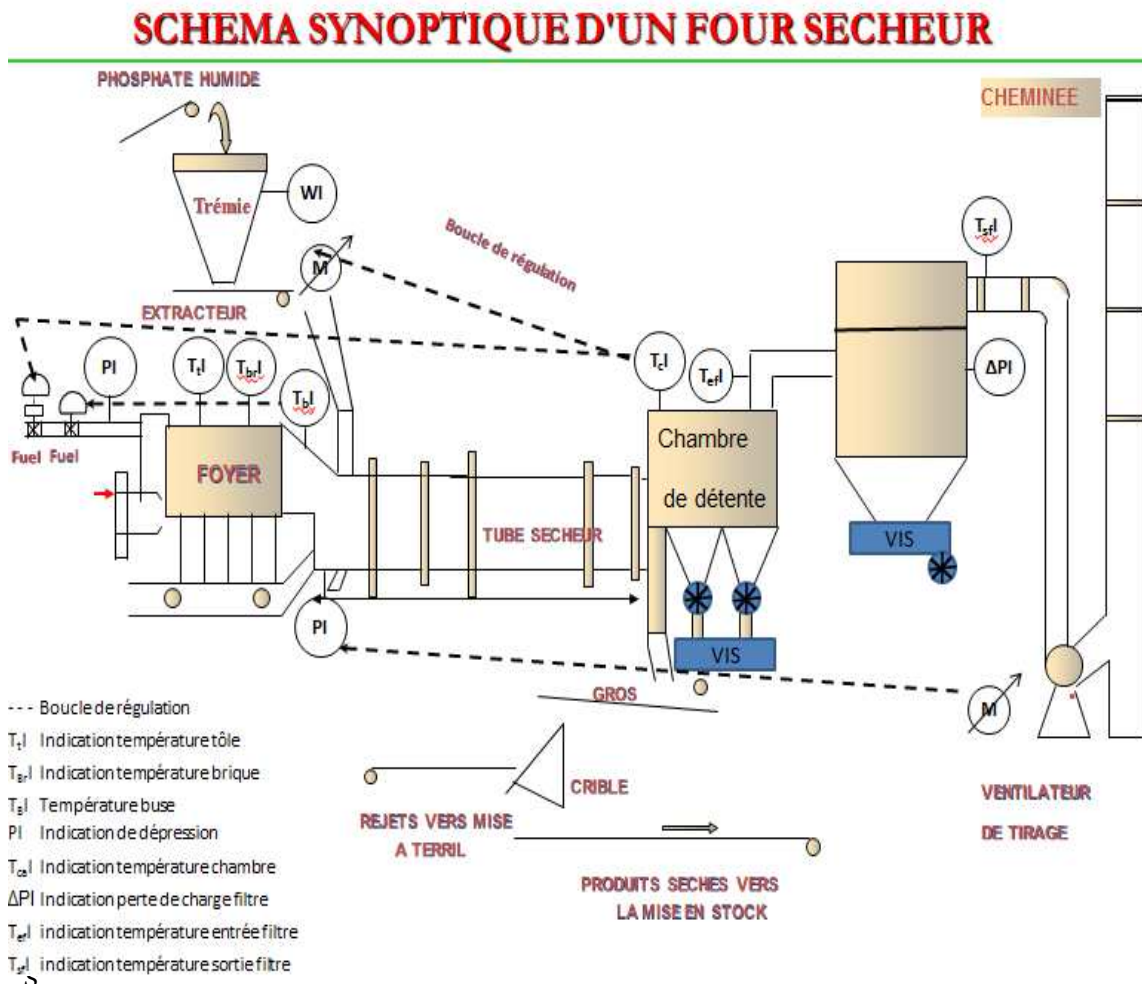 SCHEMA SYNOPTIQUE D'UN FOUR SECHEUR
PHOSPHATE HUMIDE
CHEMINEE
Trémie
WI
TsfI
Boucle de régulation
M
EXTRACTEUR
PI
TtI
TbrI
TbI
TcI
TefI
ΔPI
Fuel Fuel
FOYER
Chambre
de détente
TUBE SECHEUR
VIS
PI
VIS
GROS
M
--- Boucle de régulation
TtI Indication température tôle
TBrI Indication température brique
TBI Température buse
PI Indication de dépression
TcaI Indication température chambre
ΔPI Indication perte de charge filtre
TefI indication température entrée filtre
TsfI indication température sortie filtre
CRIBLE
REJETS VERS MISE
A TERRIL
VENTILATEUR
DE TIRAGE
PRODUITS SECHES VERS
LA MISE EN STOCK